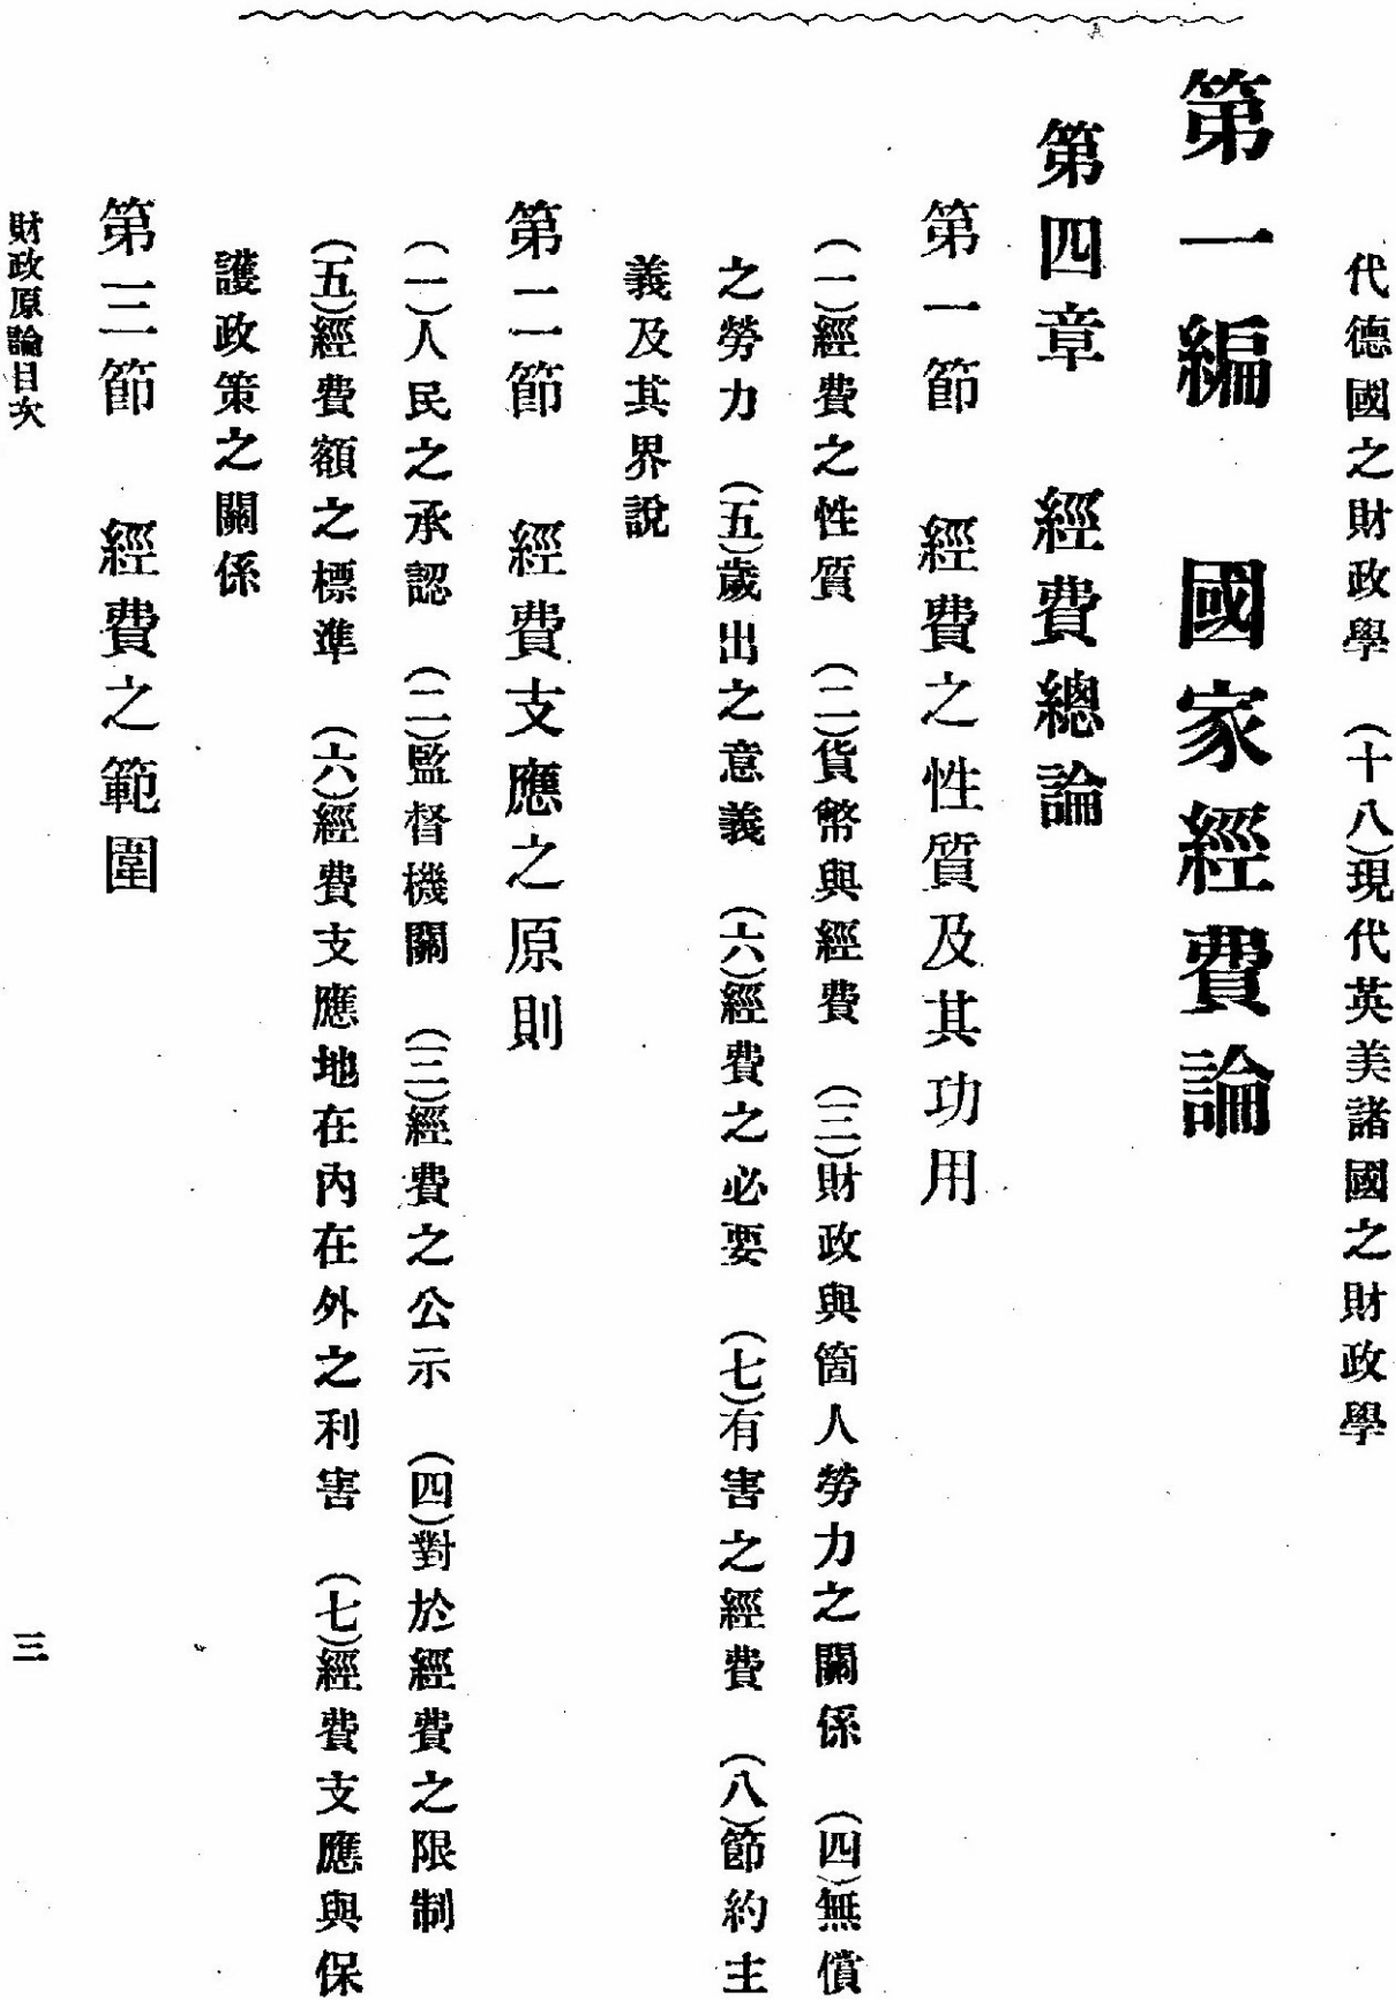 代德國之財政學　(十八)現代英美諸國之財政學
第一編　國家經費論
第四章　經費總論
第一節　經費之性質及其功用
(一)經費之性質　(二)貨幣與經費　(三)財政與箇人勞力之關係　(四)無償
之勞力　(五)歲出之意義　(六)經費之必要　(七)有害之經費　(八)節約主
義及其界說
第二節　經費支應之原則
(一)人民之承認　(二)監督機關　(三)經費之公示　(四)對於經費之限制
(五)經費額之標準　(六)經費支應地在內在外之利害　(七)經費支應與保
護政策之關係
第三節　經費之範圍
財政原論目次
三